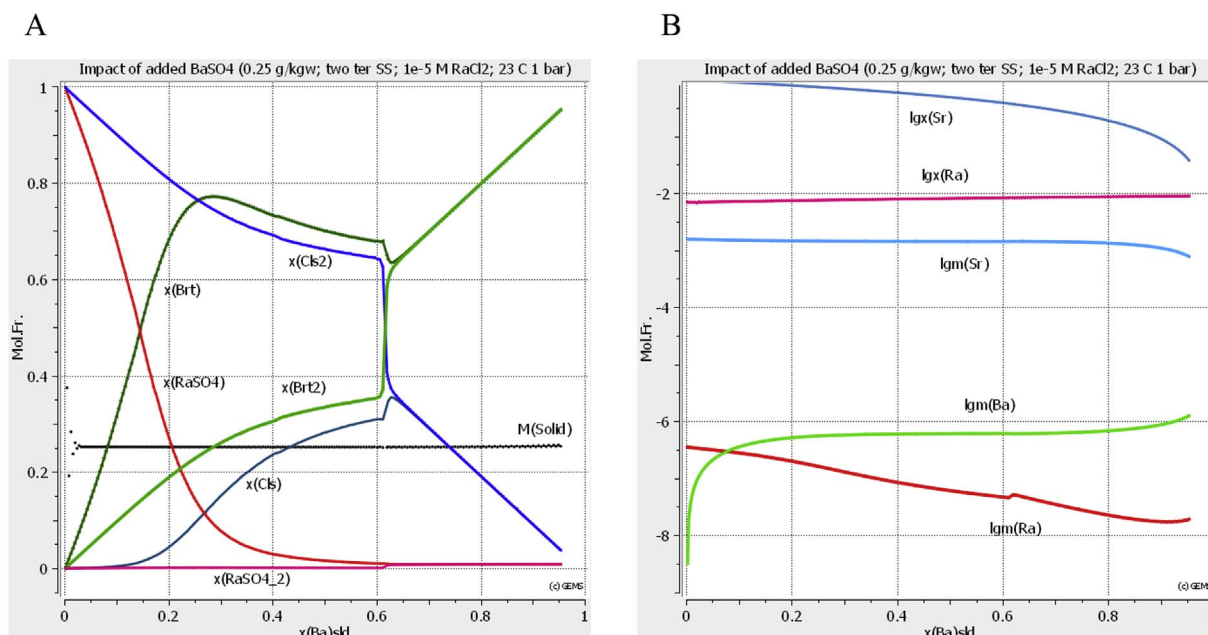 A
Impact of added BaSO4 (0.25 g/kgw; two ter SS; 1e-5 M RaCl2; 23 C 1 bar)
Mol.Fr.
1
0.8
0.6
0.4
0.2
0
0
0.2
0.4
0.6
0.8
1
x(Ba)sld
x(Cls2)
x(Brt)
x(RaSO4)
x(Brt2)
M(Solid)
x(Cls)
x(RaSO4_2)
(c) GEMS
B
Impact of added BaSO4 (0.25 g/kgw; two ter SS; 1e-5 M RaCl2; 23 C 1 bar)
Mol.Fr.
-2
-4
-6
-8
0
0.2
0.4
0.6
0.8
1
x(Ba)sld
lgx(Sr)
lgx(Ra)
lgm(Sr)
lgm(Ba)
lgm(Ra)
(c) GEMS